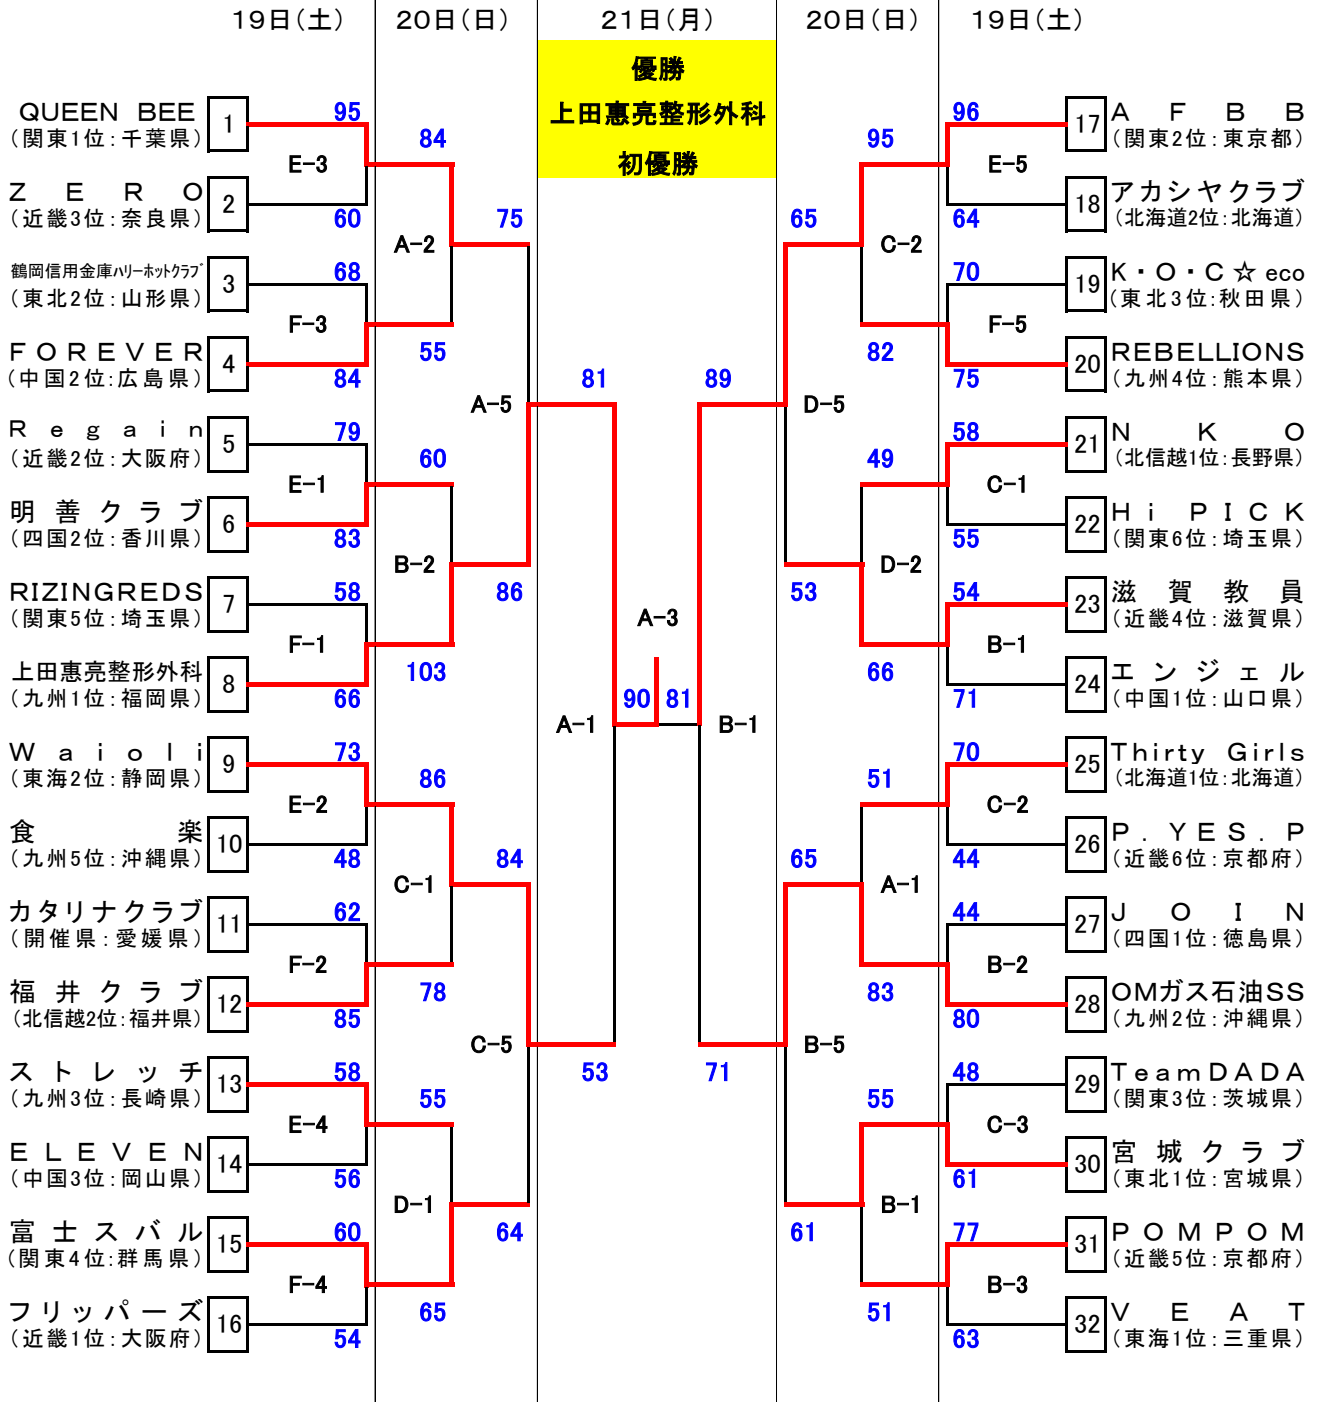 19日(土)
20日(日)
21日(月)
20日(日)
19日(土)
優勝
上田惠亮整形外科
初優勝
QUEEN BEE
(関東1位:千葉県)
1
95
E-3
ZERO
(近畿3位:奈良県)
2
60
鶴岡信用金庫ハリーホットクラブ
(東北2位:山形県)
3
68
F-3
FOREVER
(中国2位:広島県)
4
84
Regain
(近畿2位:大阪府)
5
79
E-1
明善クラブ
(四国2位:香川県)
6
83
RIZINGREDS
(関東5位:埼玉県)
7
58
F-1
上田惠亮整形外科
(九州1位:福岡県)
8
66
Waioli
(東海2位:静岡県)
9
73
E-2
食楽
(九州5位:沖縄県)
10
48
カタリナクラブ
(開催県:愛媛県)
11
62
F-2
福井クラブ
(北信越2位:福井県)
12
85
ストレッチ
(九州3位:長崎県)
13
58
E-4
ELEVEN
(中国3位:岡山県)
14
56
富士スバル
(関東4位:群馬県)
15
60
F-4
フリッパーズ
(近畿1位:大阪府)
16
54
84
A-2
55
60
B-2
103
86
C-1
78
55
D-1
65
75
A-5
86
84
C-5
64
81
A-1
53
A-3
90
81
89
B-1
71
65
D-5
53
65
B-5
61
95
C-2
82
49
D-2
66
51
A-1
83
55
B-1
51
96
17
AFBB
(関東2位:東京都)
E-5
64
18
アカシヤクラブ
(北海道2位:北海道)
70
19
K・O・C☆eco
(東北3位:秋田県)
F-5
75
20
REBELLIONS
(九州4位:熊本県)
58
21
NKO
(北信越1位:長野県)
C-1
55
22
Hi PICK
(関東6位:埼玉県)
54
23
滋賀教員
(近畿4位:滋賀県)
B-1
71
24
エンジェル
(中国1位:山口県)
70
25
Thirty Girls
(北海道1位:北海道)
C-2
44
26
P.YES.P
(近畿6位:京都府)
44
27
JOIN
(四国1位:徳島県)
B-2
80
28
OMガス石油SS
(九州2位:沖縄県)
48
29
TeamDADA
(関東3位:茨城県)
C-3
61
30
宮城クラブ
(東北1位:宮城県)
77
31
POMPOM
(近畿5位:京都府)
B-3
63
32
VEAT
(東海1位:三重県)